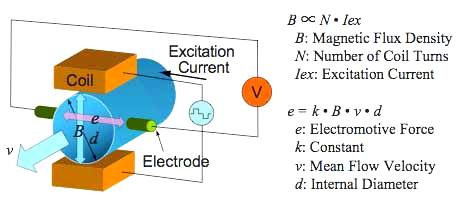 Excitation
Current
Coil
V
e
B
d
v
Electrode
B ∝ N • Iex
B: Magnetic Flux Density
N: Number of Coil Turns
Iex: Excitation Current
e = k • B • v • d
e: Electromotive Force
k: Constant
v: Mean Flow Velocity
d: Internal Diameter